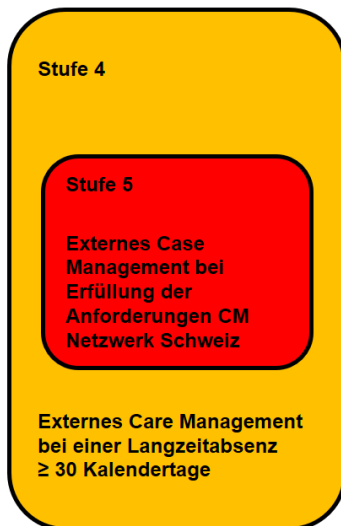 Stufe 4
Stufe 5
Externes Case
Management bei
Erfüllung der
Anforderungen CM
Netzwerk Schweiz
Externes Care Management
bei einer Langzeitabsenz
≥ 30 Kalendertage